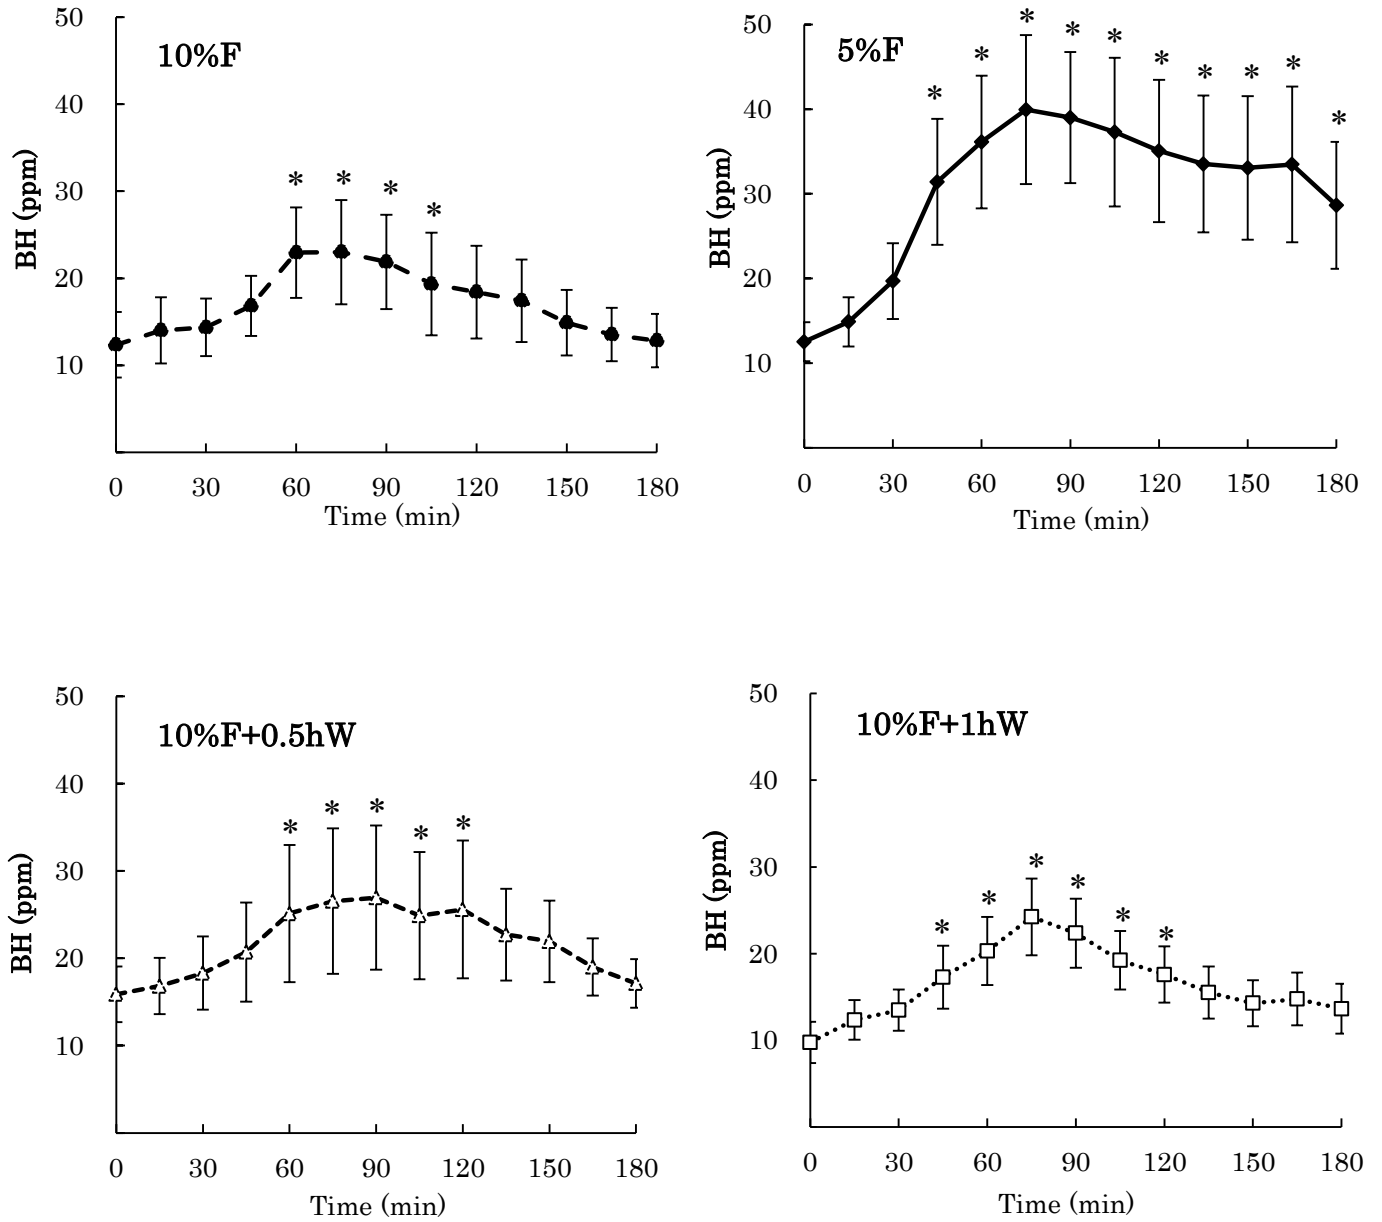 10%F
50
40
30
20
10
BH (ppm)
* * * *
0 30 60 90 120 150 180
Time (min)
5%F
50
40
30
20
10
BH (ppm)
* * * * * * * * * *
0 30 60 90 120 150 180
Time (min)
10%F+0.5hW
50
40
30
20
10
BH (ppm)
* * * * *
0 30 60 90 120 150 180
Time (min)
10%F+1hW
50
40
30
20
10
BH (ppm)
* * * * * *
0 30 60 90 120 150 180
Time (min)